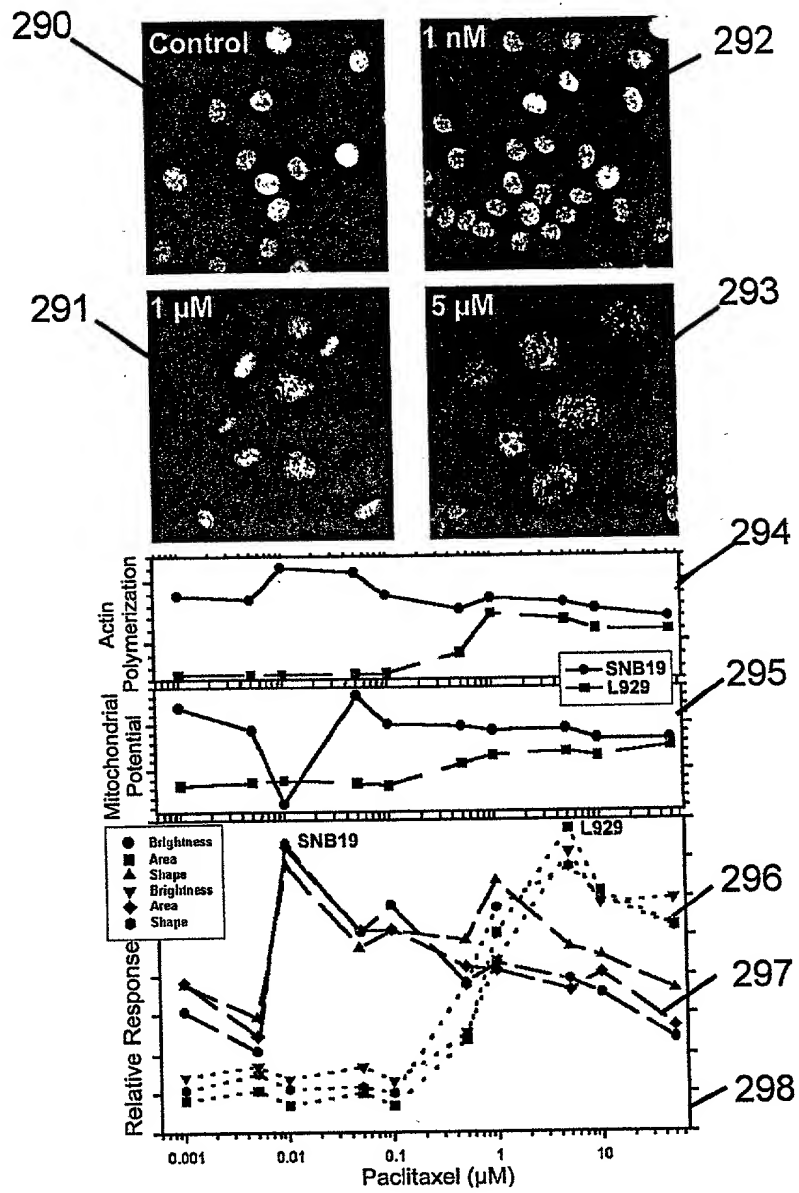 290
Control
1 nM
292
291
1 µM
5 µM
293
294
Actin
Polymerization
SNB19
L929
295
Mitochondrial
Potential
Brightness
Area
Shape
Brightness
Area
Shape
SNB19
L929
296
297
298
Relative Response
0.001
0.01
0.1
1
10
Paclitaxel (µM)